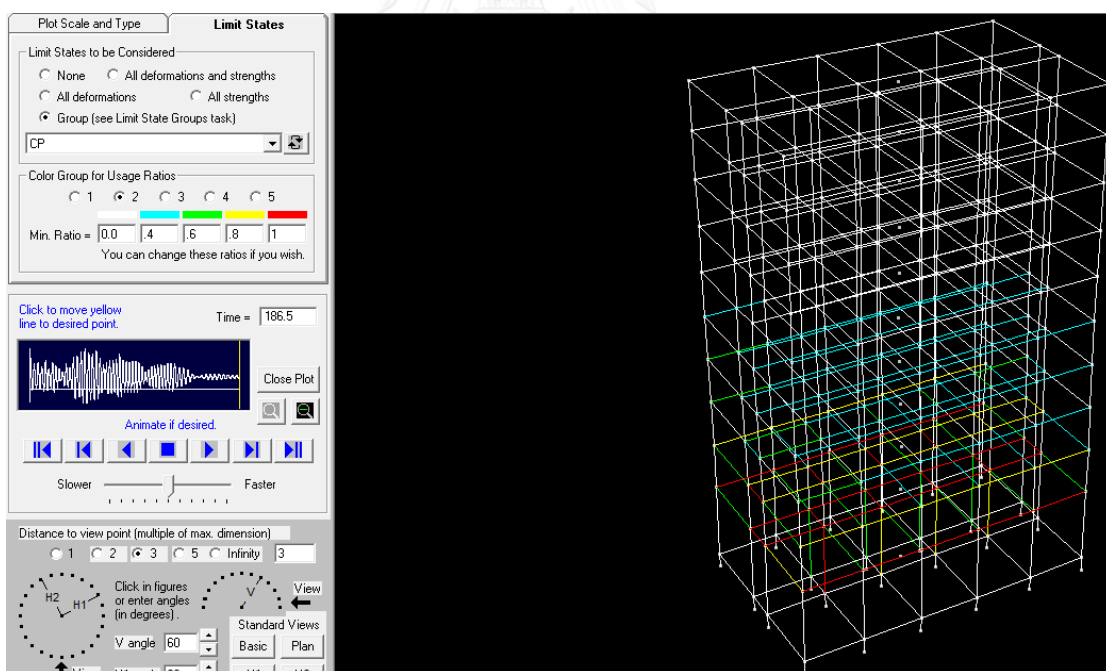 Plot Scale and Type Limit States
Limit States to be Considered
None All deformations and strengths
All deformations All strengths
Group (see Limit State Groups task)
CP
Color Group for Usage Ratios
1 2 3 4 5
Min. Ratio = 0.0 .4 .6 .8 1
You can change these ratios if you wish.
Click to move yellow
line to desired point.
Time = 186.5
Close Plot
Animate if desired.
Slower Faster
Distance to view point (multiple of max. dimension)
1 2 3 5 Infinity 3
H2 H1
Click in figures
or enter angles
(in degrees) .
V View
Standard Views
V angle 60 Basic Plan